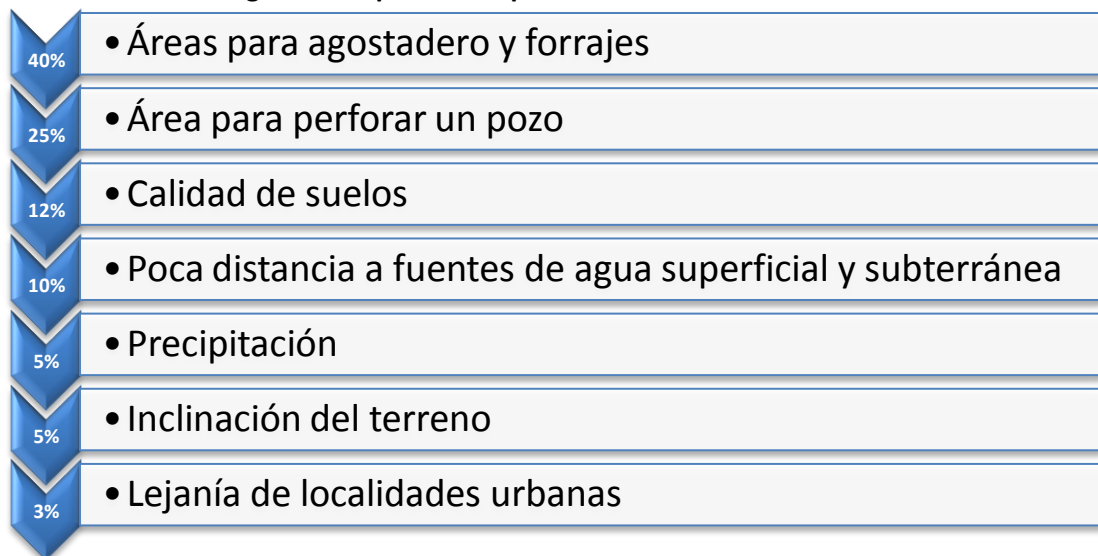 40% • Áreas para agostadero y forrajes
25% • Área para perforar un pozo
12% • Calidad de suelos
10% • Poca distancia a fuentes de agua superficial y subterránea
5% • Precipitación
5% • Inclinación del terreno
3% • Lejanía de localidades urbanas